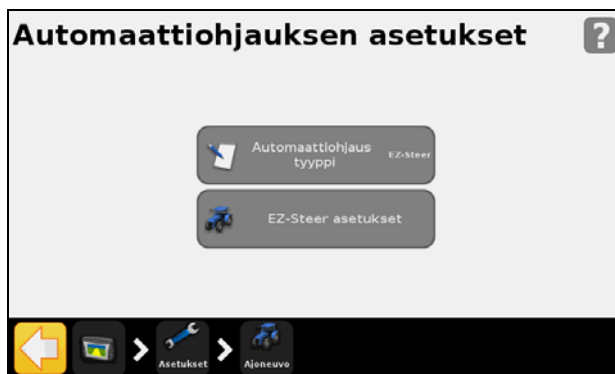 Automaattiohjauksen asetukset
?
Automaattiohjaus
tyyppi
EZ-Steer
EZ-Steer asetukset
Asetukset
Ajoneuvo